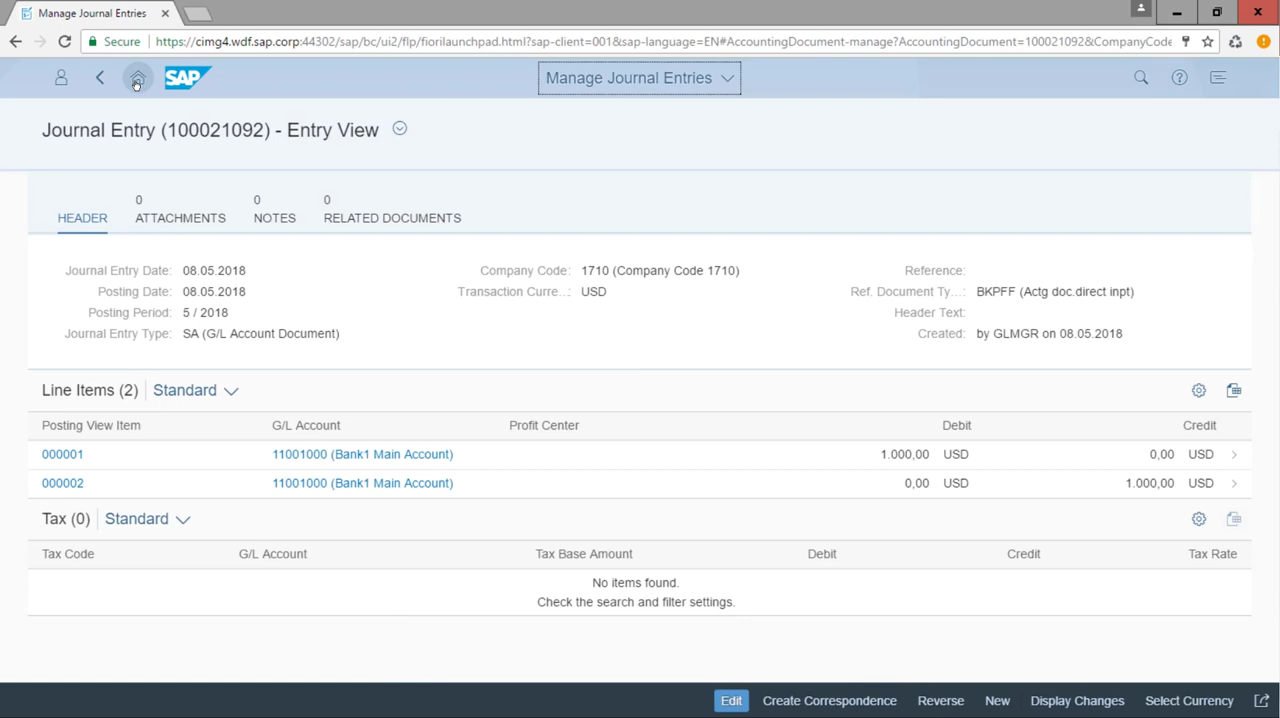 Manage Journal Entries
Secure https://cimg4.wdf.sap.corp:44302/sap/bc/ui2/flp/fiorilaunchpad.html?sap-client=001&sap-language=EN#AccountingDocument-manage?AccountingDocument=100021092&CompanyCode
SAP Manage Journal Entries
Journal Entry (100021092) - Entry View
0 0 0
HEADER ATTACHMENTS NOTES RELATED DOCUMENTS
Journal Entry Date: 08.05.2018 Company Code: 1710 (Company Code 1710) Reference:
Posting Date: 08.05.2018 Transaction Curre...: USD Ref. Document Ty...: BKPFF (Actg doc.direct inpt)
Posting Period: 5 / 2018 Header Text:
Journal Entry Type: SA (G/L Account Document) Created: by GLMGR on 08.05.2018
Line Items (2) Standard
Posting View Item G/L Account Profit Center Debit Credit
000001 11001000 (Bank1 Main Account) 1.000,00 USD 0,00 USD
000002 11001000 (Bank1 Main Account) 0,00 USD 1.000,00 USD
Tax (0) Standard
Tax Code G/L Account Tax Base Amount Debit Credit Tax Rate
No items found.
Check the search and filter settings.
Edit Create Correspondence Reverse New Display Changes Select Currency